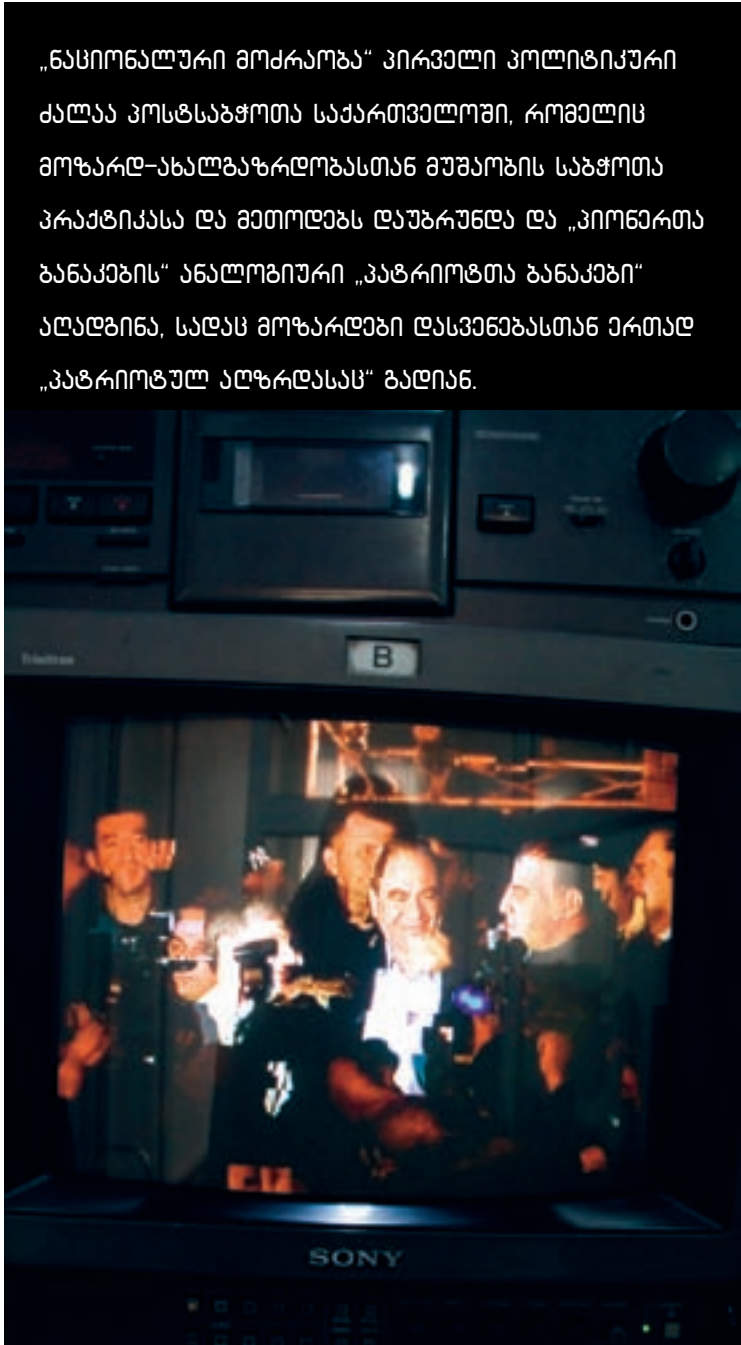 „ნაციონალური მოძრაობა“ პირველი პოლიტიკური
ძალაა პოსტსაბჭოთა საქართველოში, რომელიც
მოზარდ–ახალგაზრდობასთან მუშაობის საბჭოთა
პრაქტიკასა და მეთოდებს დაუბრუნდა და „პიონერთა
ბანაკების“ ანალოგიური „პატრიოტთა ბანაკები“
აღადგინა, სადაც მოზარდები დასვენებასთან ერთად
„პატრიოტულ აღზრდასაც“ გადიან.
Trinitron
B
SONY